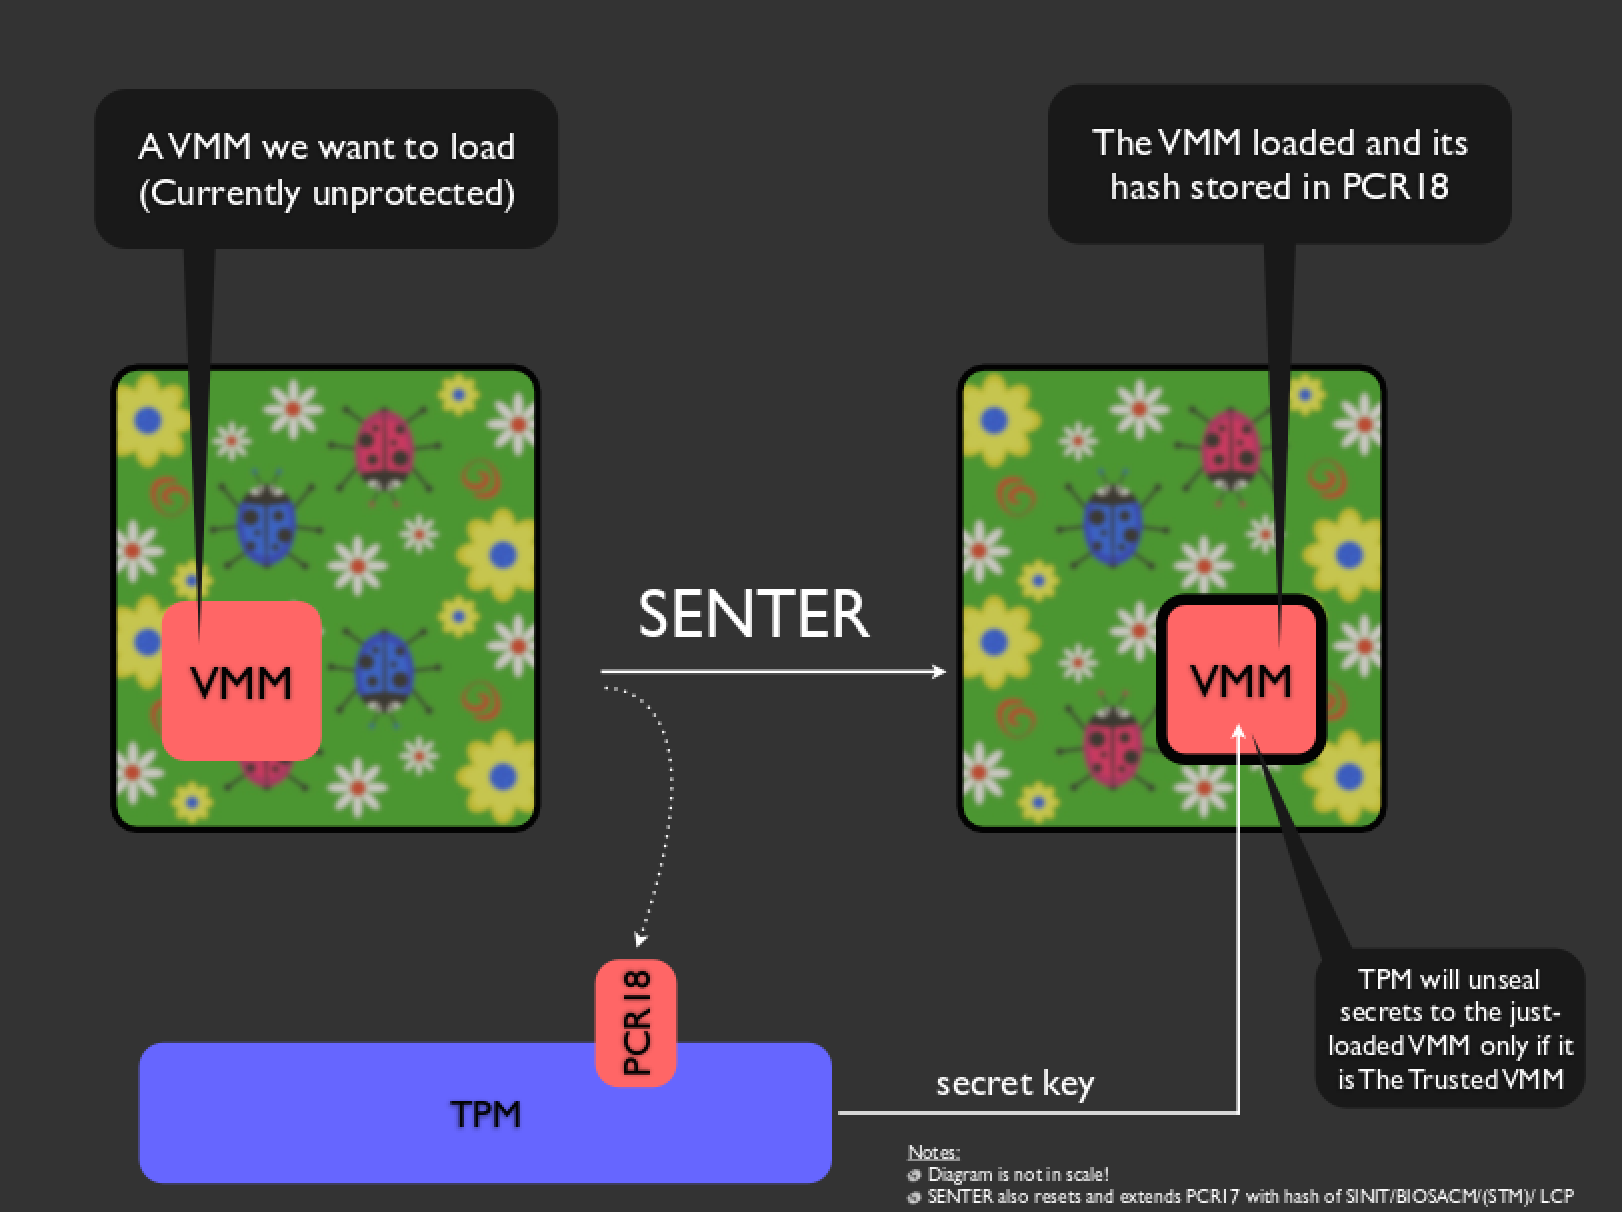 A VMM we want to load
(Currently unprotected)
The VMM loaded and its
hash stored in PCR18
SENTER
VMM
VMM
PCR18
TPM
secret key
TPM will unseal
secrets to the just-
loaded VMM only if it
is The Trusted VMM
Notes:
Diagram is not in scale!
SENTER also resets and extends PCR17 with hash of SINIT/BIOSACM/(STM)/ LCP